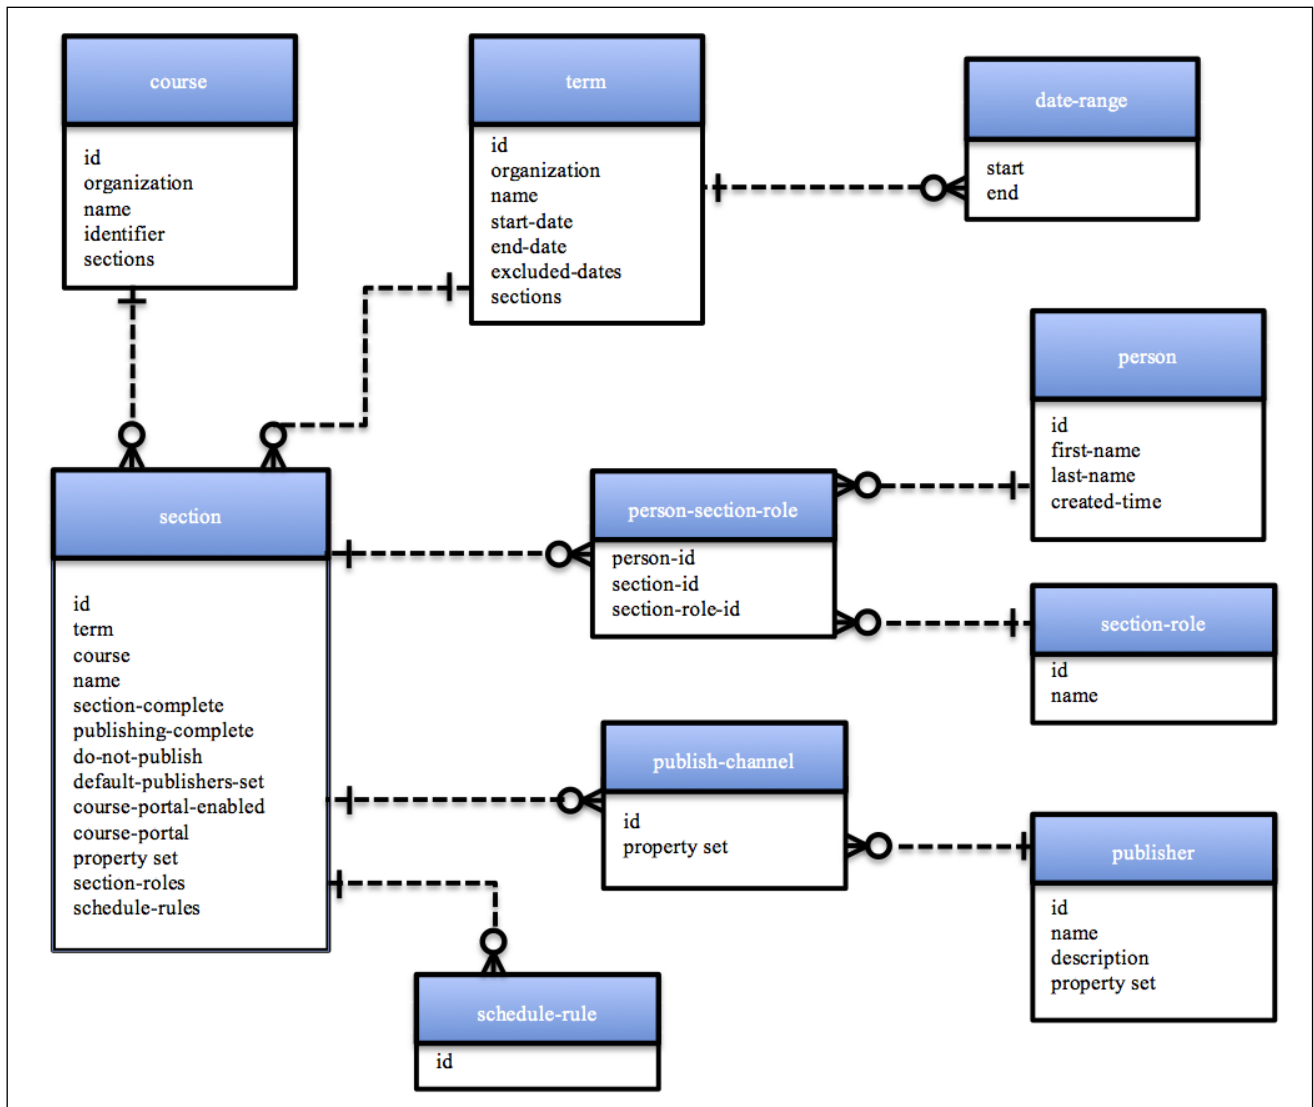 course
id
organization
name
identifier
sections
term
id
organization
name
start-date
end-date
excluded-dates
sections
date-range
start
end
person
id
first-name
last-name
created-time
section
id
term
course
name
section-complete
publishing-complete
do-not-publish
default-publishers-set
course-portal-enabled
course-portal
property set
section-roles
schedule-rules
person-section-role
person-id
section-id
section-role-id
section-role
id
name
publish-channel
id
property set
publisher
id
name
description
property set
schedule-rule
id